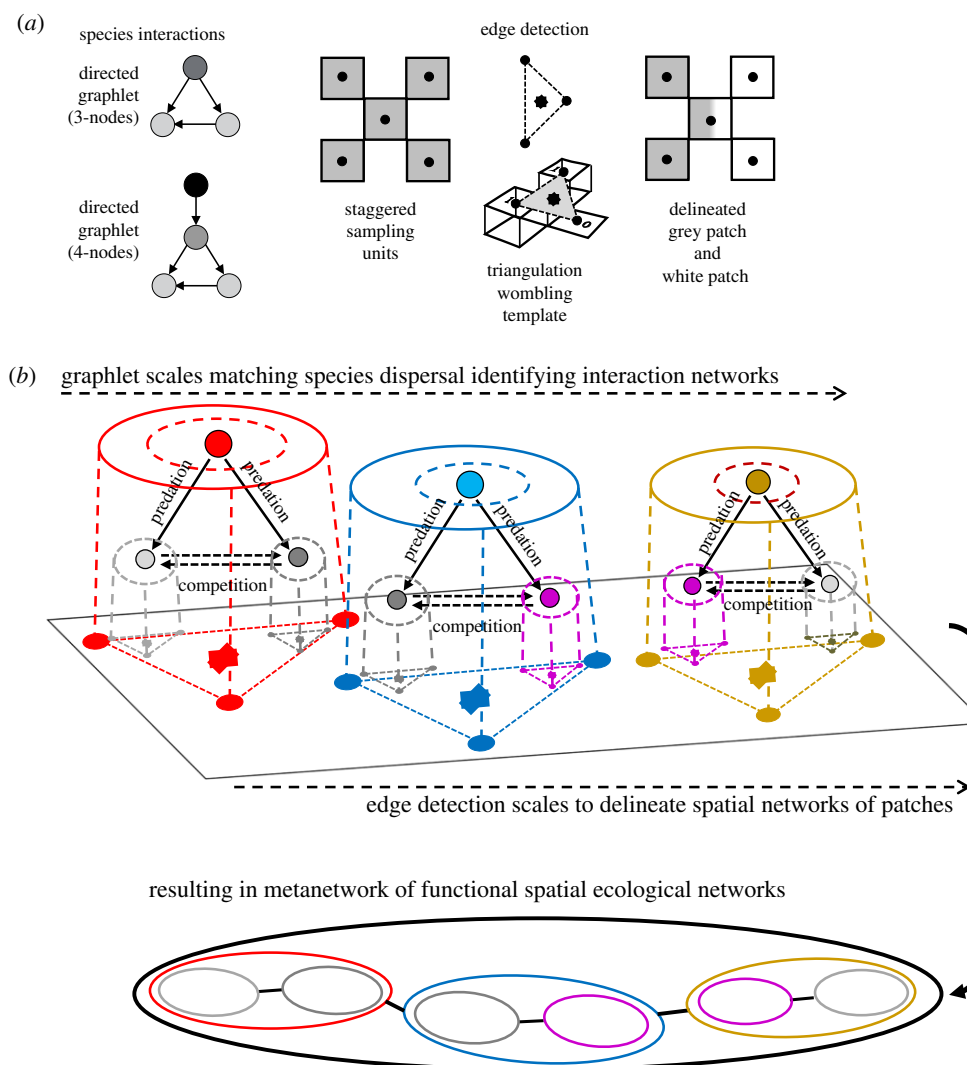 (a)
species interactions
directed
graphlet
(3-nodes)
directed
graphlet
(4-nodes)
staggered
sampling
units
edge detection
1
1
0
triangulation
wombling
template
delineated
grey patch
and
white patch
(b) graphlet scales matching species dispersal identifying interaction networks
predation
predation
competition
predation
predation
competition
predation
predation
competition
edge detection scales to delineate spatial networks of patches
resulting in metanetwork of functional spatial ecological networks